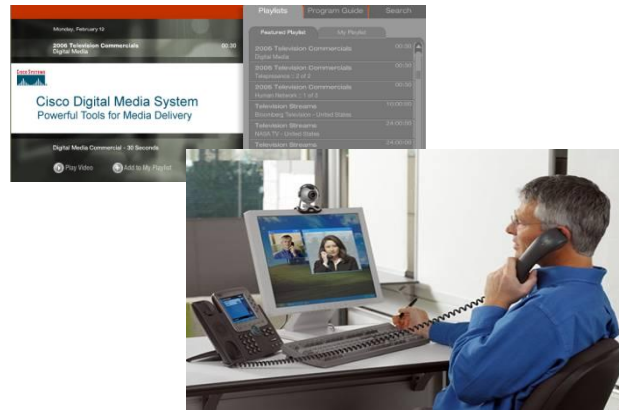 Monday, February 12
2006 Television Commercials 00:30
Digital Media
CISCO SYSTEMS
Cisco Digital Media System
Powerful Tools for Media Delivery
Digital Media Commercial - 30 Seconds
Play Video
Add to My Playlist
Playlists
Program Guide
Search
Featured Playlist
My Playlist
2006 Television Commercials 00:30
Digital Media
2006 Television Commercials 00:30
Telepresence : 2 of 2
2006 Television Commercials 00:30
Human Network : 1 of 2
Television Streams 10:00:05
Bloomberg Television - United States
Television Streams 24:00:00
NASA TV - United States
Television Streams 24:00:00